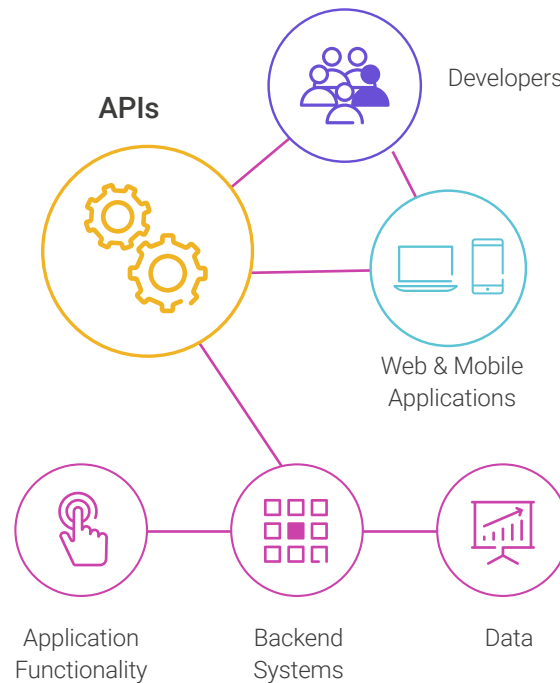 Developers
APIs
Web & Mobile
Applications
Application
Functionality
Backend
Systems
Data